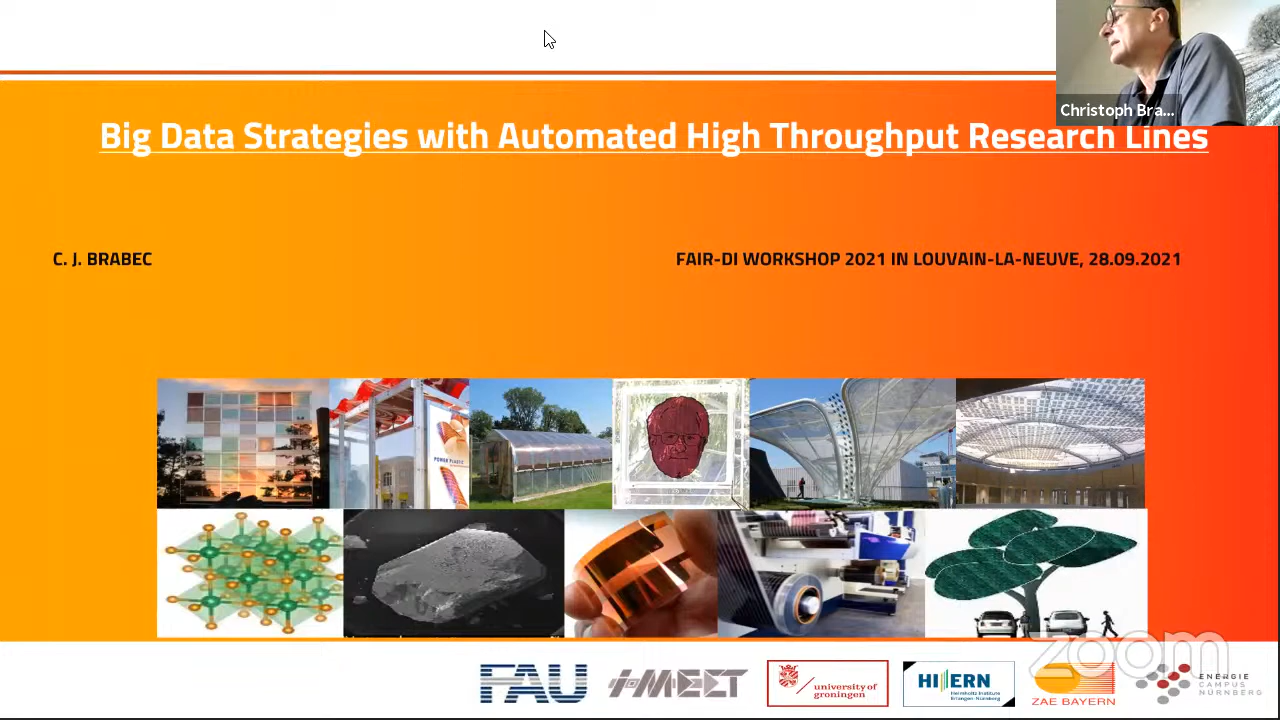 Christoph Bra...
Big Data Strategies with Automated High Throughput Research Lines
C. J. BRABEC
FAIR-DI WORKSHOP 2021 IN LOUVAIN-LA-NEUVE, 28.09.2021
POWER PLASTIC
zoom
FAU
i-MEET
university of
groningen
HI ERN
Helmholtz Institute
Erlangen-Nürnberg
ZAE BAYERN
ENERGIE
CAMPUS
NÜRNBERG